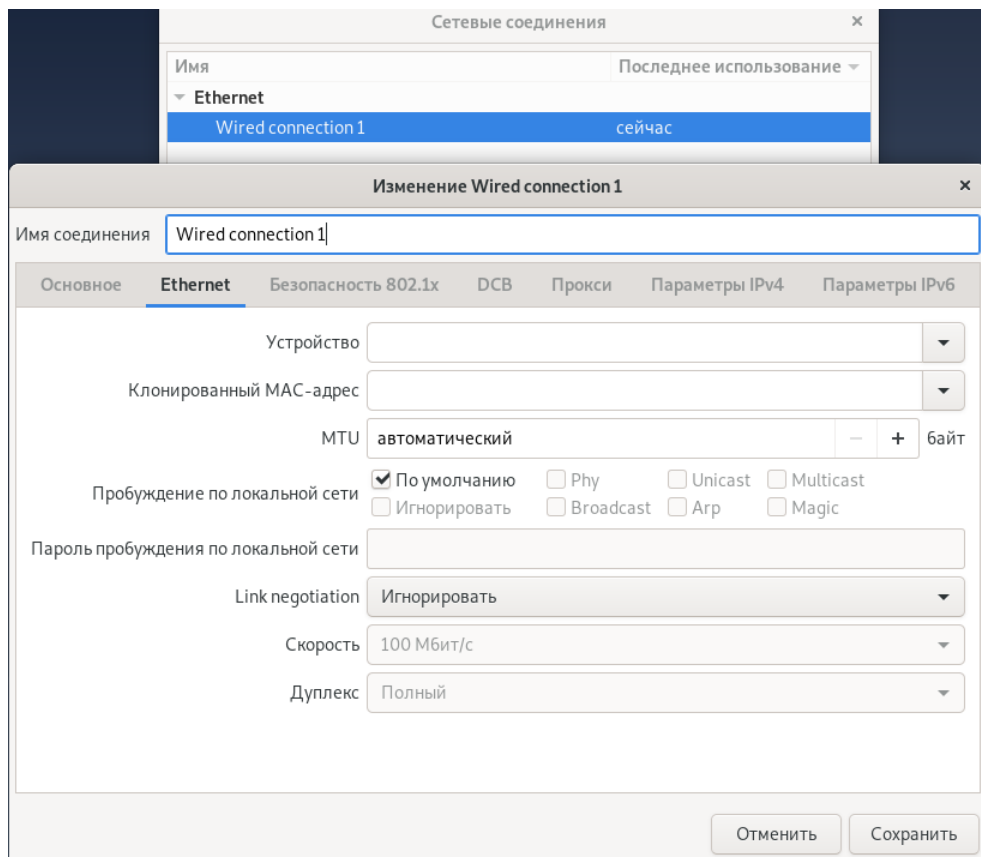 Сетевые соединения
Имя Последнее использование
Ethernet
Wired connection 1 сейчас
Изменение Wired connection 1
Имя соединения Wired connection 1
Основное Ethernet Безопасность 802.1x DCB Прокси Параметры IPv4 Параметры IPv6
Устройство
Клонированный MAC-адрес
MTU автоматический байт
Пробуждение по локальной сети По умолчанию Phy Unicast Multicast
Игнорировать Broadcast Arp Magic
Пароль пробуждения по локальной сети
Link negotiation Игнорировать
Скорость 100 Мбит/с
Дуплекс Полный
Отменить Сохранить